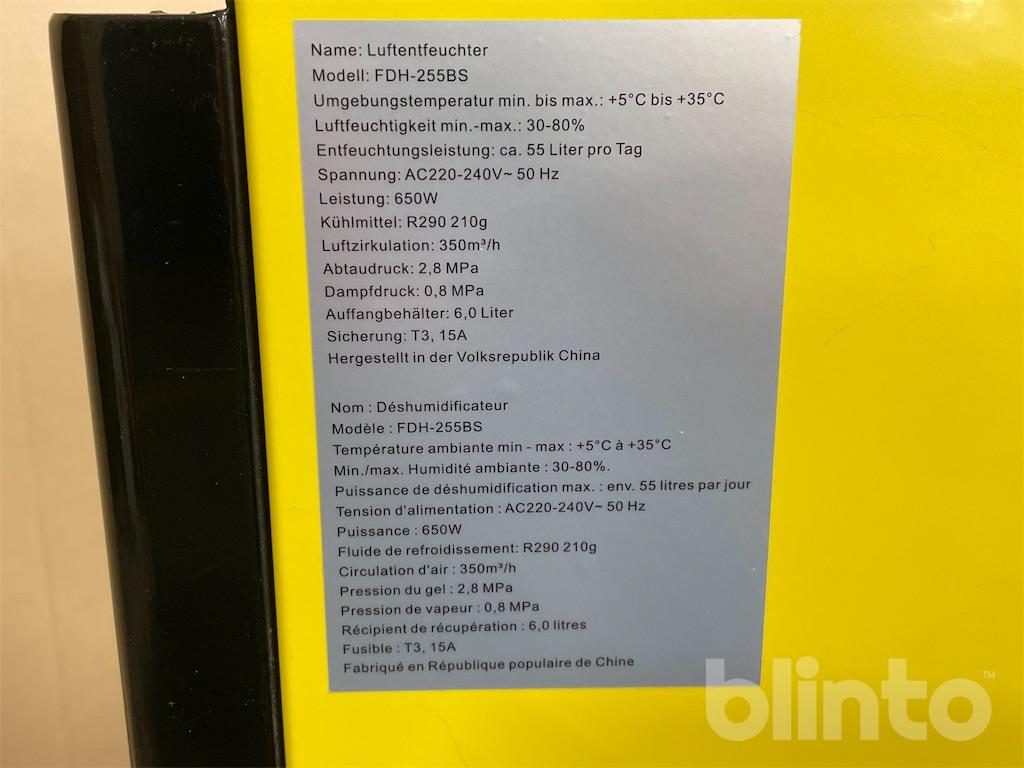 Name: Luftentfeuchter
Modell: FDH-255BS
Umgebungstemperatur min. bis max.: +5°C bis +35°C
Luftfeuchtigkeit min.-max.: 30-80%
Entfeuchtungsleistung: ca. 55 Liter pro Tag
Spannung: AC220-240V~ 50 Hz
Leistung: 650W
Kühlmittel: R290 210g
Luftzirkulation: 350m³/h
Abtaudruck: 2,8 MPa
Dampfdruck: 0,8 MPa
Auffangbehälter: 6,0 Liter
Sicherung: T3, 15A
Hergestellt in der Volksrepublik China
Nom : Déshumidificateur
Modèle : FDH-255BS
Température ambiante min - max : +5°C à +35°C
Min./max. Humidité ambiante : 30-80%.
Puissance de déshumidification max. : env. 55 litres par jour
Tension d'alimentation : AC220-240V~ 50 Hz
Puissance : 650W
Fluide de refroidissement: R290 210g
Circulation d'air : 350m³/h
Pression du gel : 2,8 MPa
Pression de vapeur : 0,8 MPa
Récipient de récupération : 6,0 litres
Fusible : T3, 15A
Fabriqué en République populaire de Chine
blinto™